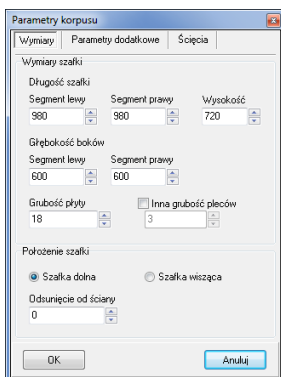 Parametry korpusu
Wymiary Parametry dodatkowe Ścięcia
Wymiary szafki
Długość szafki
Segment lewy Segment prawy Wysokość
980 980 720
Głębokość boków
Segment lewy Segment prawy
600 600
Grubość płyty Inna grubość pleców
18 3
Położenie szafki
Szafka dolna Szafka wisząca
Odsunięcie od ściany
0
OK Anuluj